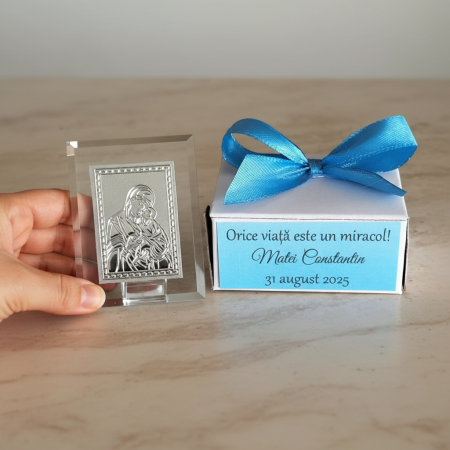 Orice viață este un miracol!
Matei Constantin
31 august 2025